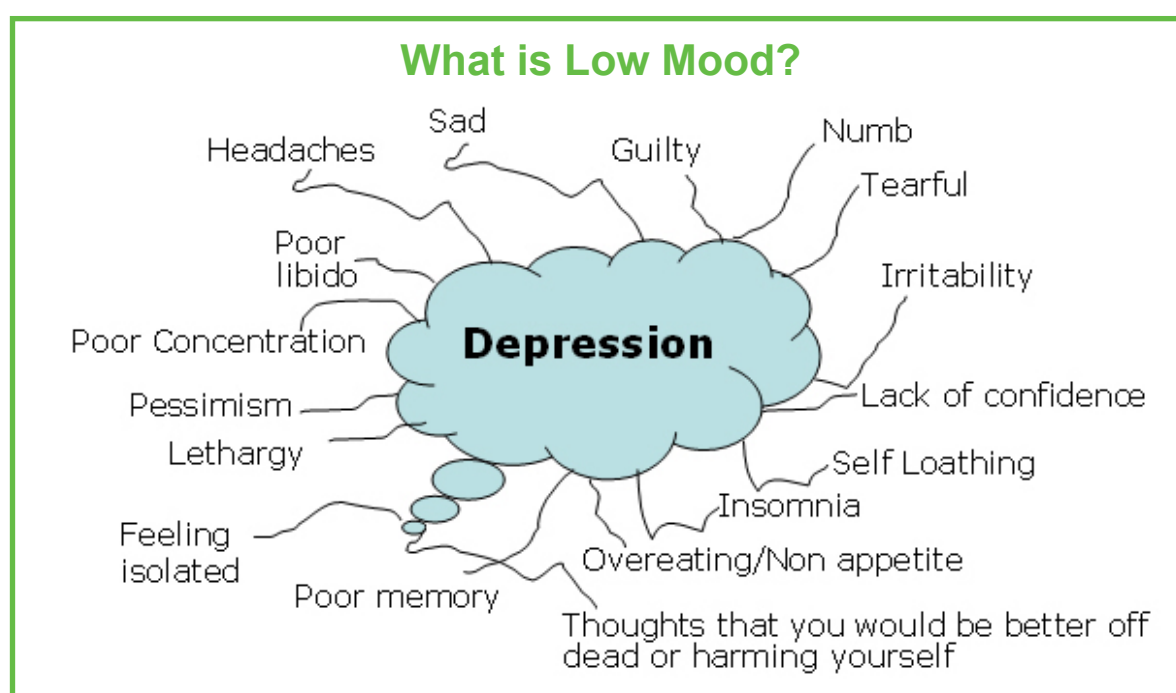 What is Low Mood?
Sad
Headaches
Guilty
Numb
Tearful
Poor
libido
Irritability
Poor Concentration
Depression
Pessimism
Lack of confidence
Lethargy
Self Loathing
Insomnia
Feeling
isolated
Overeating/Non appetite
Poor memory
Thoughts that you would be better off
dead or harming yourself